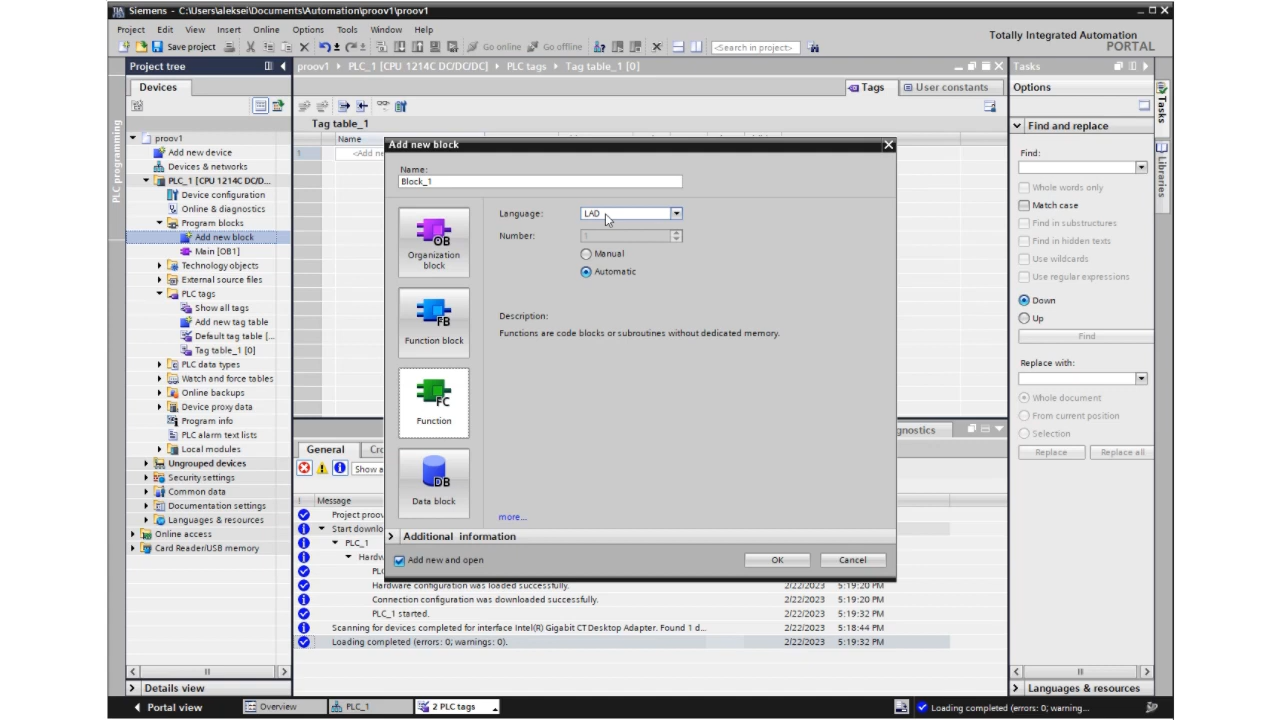 Siemens - C:\Users\aleksei\Documents\Automation\proov1\proov1
Project Edit View Insert Online Options Tools Window Help
Totally Integrated Automation
PORTAL
Save project
Go online
Go offline
<Search in project>
Project tree
proov1 PLC_1 [CPU 1214C DC/DC/DC] PLC tags Tag table_1 [0]
Tasks
Devices
Tags
User constants
Options
PLC programming
Tag table_1
Name
1
proov1
Add new device
Devices & networks
PLC_1 [CPU 1214C DC/D...
Device configuration
Online & diagnostics
Program blocks
Add new block
Main [OB1]
Technology objects
External source files
PLC tags
Show all tags
Add new tag table
Default tag table [...
Tag table_1 [0]
PLC data types
Watch and force tables
Online backups
Device proxy data
Program info
PLC alarm text lists
Local modules
Ungrouped devices
Security settings
Common data
Documentation settings
Languages & resources
Online access
Card Reader/USB memory
Details view
Add new block
Name:
Block_1
OB
Organization
block
FB
Function block
FC
Function
DB
Data block
Language:
LAD
Number:
1
Manual
Automatic
Description:
Functions are code blocks or subroutines without dedicated memory.
more...
Additional information
Add new and open
OK
Cancel
General
Message
PLC_1
Hardware configuration was loaded successfully. 2/22/2023 5:19:20 PM
Connection configuration was downloaded successfully. 2/22/2023 5:19:20 PM
PLC_1 started. 2/22/2023 5:19:32 PM
Scanning for devices completed for interface Intel(R) Gigabit CT Desktop Adapter. Found 1 d... 2/22/2023 5:18:44 PM
Loading completed (errors: 0; warnings: 0). 2/22/2023 5:19:32 PM
Find and replace
Find:
Whole words only
Match case
Find in substructures
Find in hidden texts
Use wildcards
Use regular expressions
Down
Up
Find
Replace with:
Whole document
From current position
Selection
Replace
Replace all
Languages & resources
Tasks
Libraries
Portal view
Overview
PLC_1
2 PLC tags
Loading completed (errors: 0; warning...